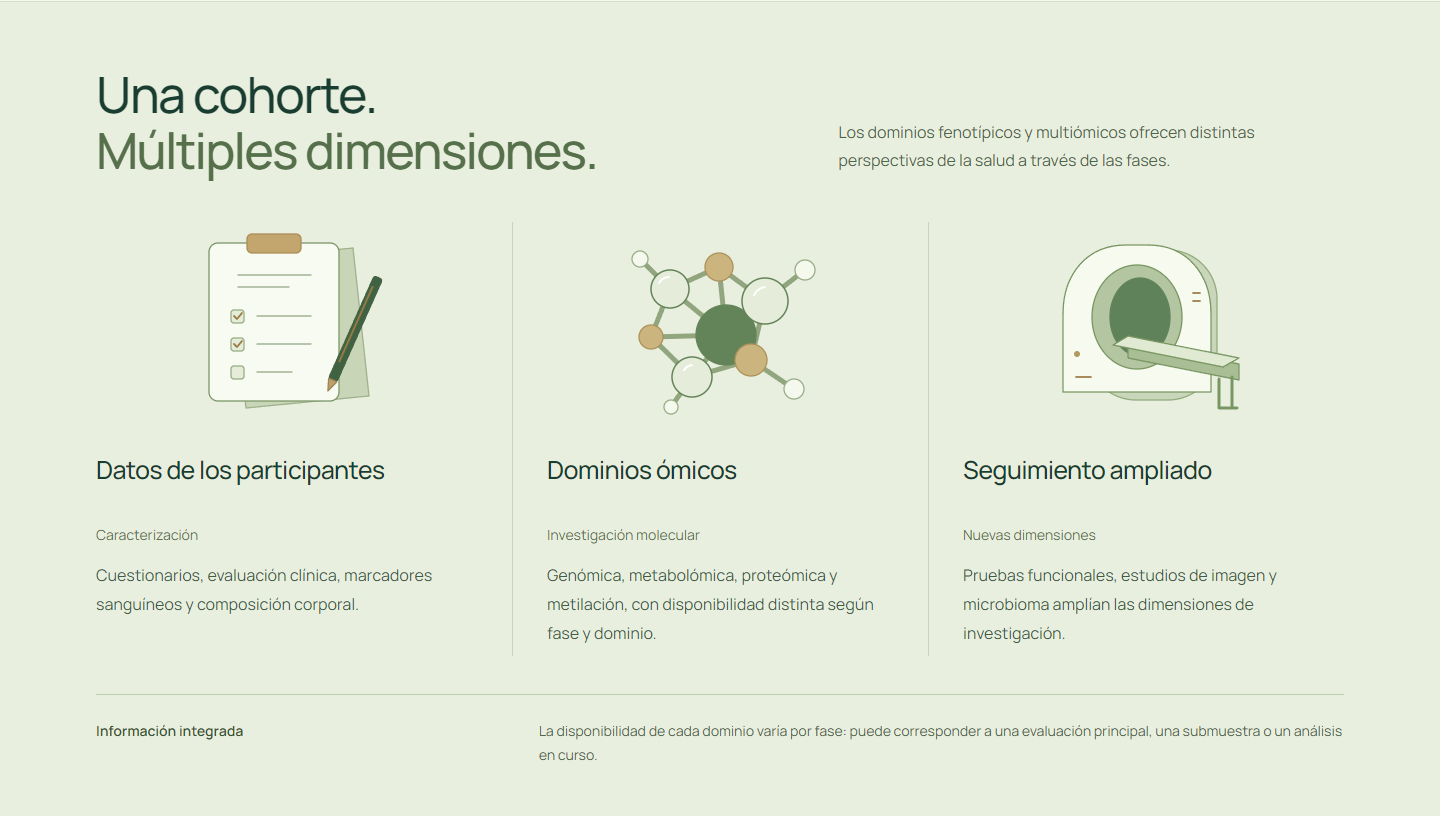 Una cohorte.
Múltiples dimensiones.
Los dominios fenotípicos y multiómicos ofrecen distintas
perspectivas de la salud a través de las fases.
Datos de los participantes
Caracterización
Cuestionarios, evaluación clínica, marcadores
sanguíneos y composición corporal.
Dominios ómicos
Investigación molecular
Genómica, metabolómica, proteómica y
metilación, con disponibilidad distinta según
fase y dominio.
Seguimiento ampliado
Nuevas dimensiones
Pruebas funcionales, estudios de imagen y
microbioma amplían las dimensiones de
investigación.
Información integrada
La disponibilidad de cada dominio varía por fase: puede corresponder a una evaluación principal, una submuestra o un análisis
en curso.